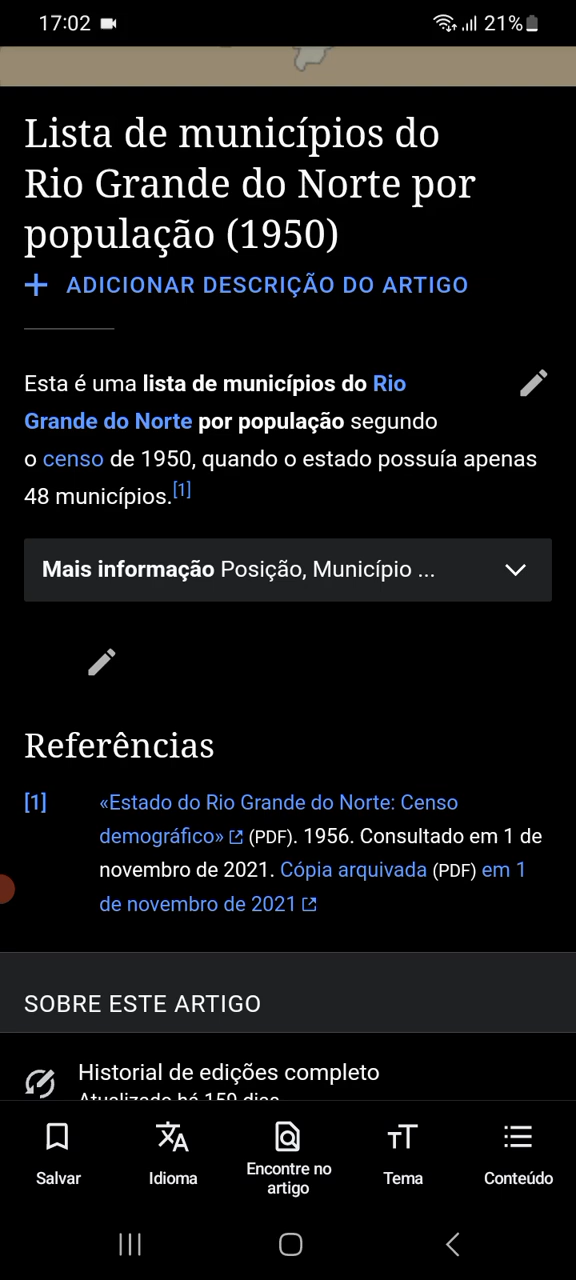 17:02
21%
Lista de municípios do
Rio Grande do Norte por
população (1950)
+ ADICIONAR DESCRIÇÃO DO ARTIGO
Esta é uma lista de municípios do Rio
Grande do Norte por população segundo
o censo de 1950, quando o estado possuía apenas
48 municípios.[1]
Mais informação Posição, Município ...
Referências
[1] «Estado do Rio Grande do Norte: Censo
demográfico» (PDF). 1956. Consultado em 1 de
novembro de 2021. Cópia arquivada (PDF) em 1
de novembro de 2021
SOBRE ESTE ARTIGO
Historial de edições completo
Atualizado há 159 dias
Salvar
Idioma
Encontre no
artigo
Tema
Conteúdo